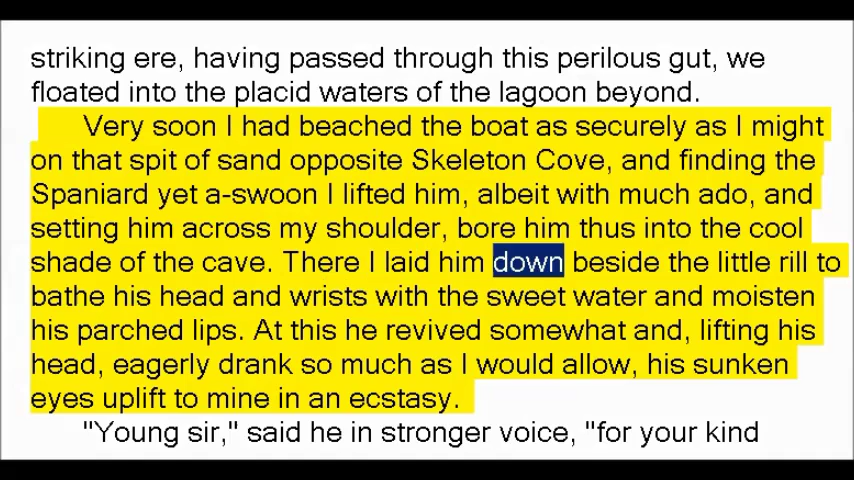 striking ere, having passed through this perilous gut, we
floated into the placid waters of the lagoon beyond.
Very soon I had beached the boat as securely as I might
on that spit of sand opposite Skeleton Cove, and finding the
Spaniard yet a-swoon I lifted him, albeit with much ado, and
setting him across my shoulder, bore him thus into the cool
shade of the cave. There I laid him down beside the little rill to
bathe his head and wrists with the sweet water and moisten
his parched lips. At this he revived somewhat and, lifting his
head, eagerly drank so much as I would allow, his sunken
eyes uplift to mine in an ecstasy.
"Young sir," said he in stronger voice, "for your kind